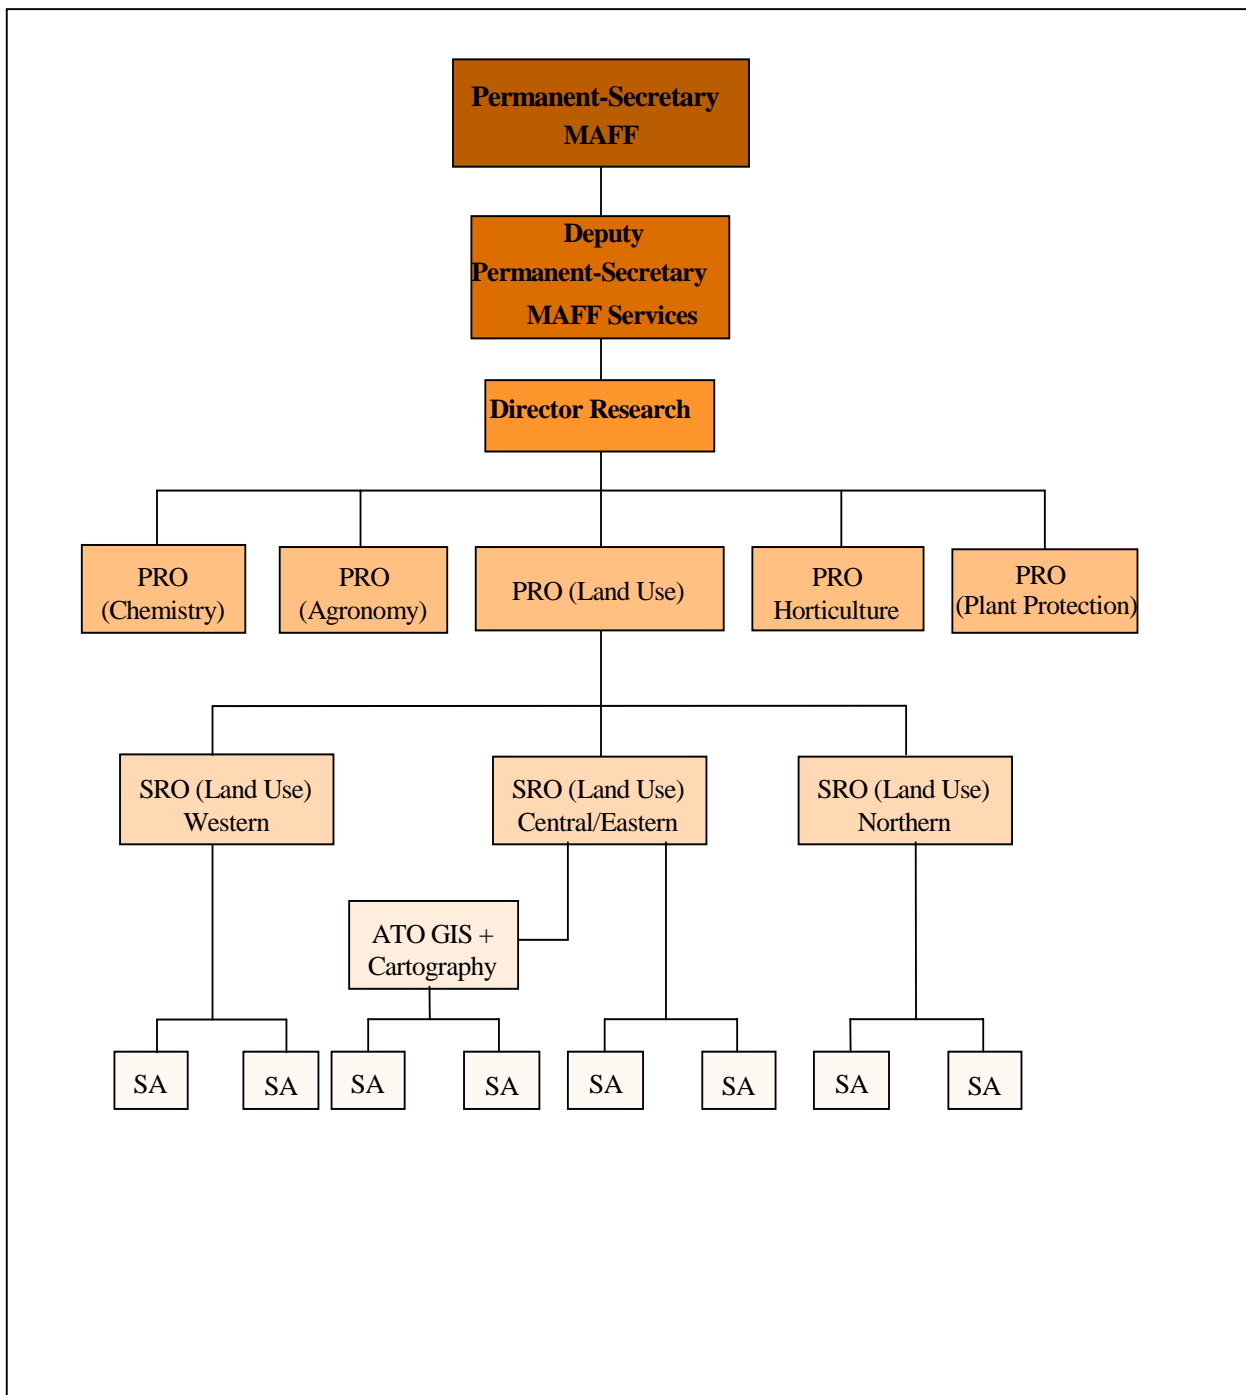 Permanent-Secretary
MAFF
Deputy
Permanent-Secretary
MAFF Services
Director Research
PRO
(Chemistry)
PRO
(Agronomy)
PRO (Land Use)
PRO
Horticulture
PRO
(Plant Protection)
SRO (Land Use)
Western
SRO (Land Use)
Central/Eastern
SRO (Land Use)
Northern
ATO GIS +
Cartography
SA
SA
SA
SA
SA
SA
SA
SA